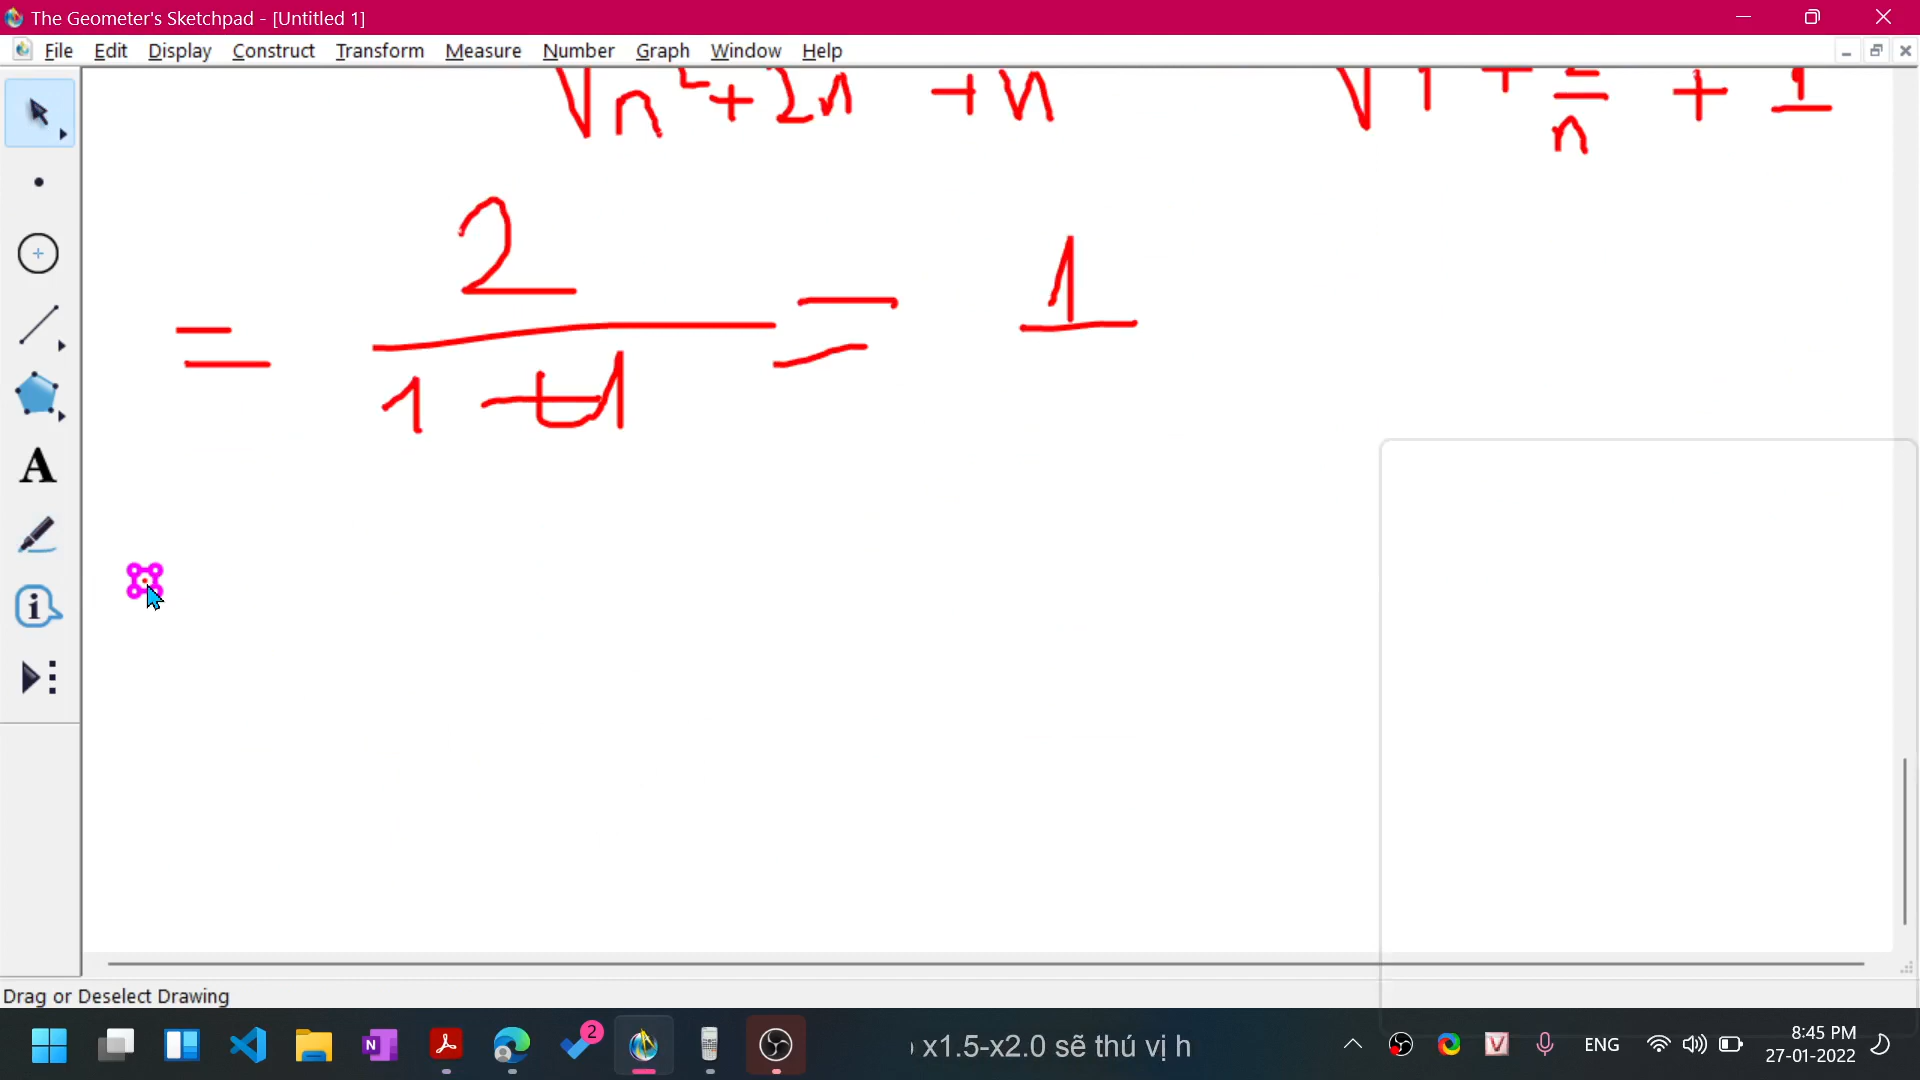 The Geometer's Sketchpad - [Untitled 1]
File Edit Display Construct Transform Measure Number Graph Window Help
√n²+2n +n √1 + 2/n + 1
= 2/(1+1) = 1
A
Drag or Deselect Drawing
2
x1.5-x2.0 sẽ thú vị h
ENG
8:45 PM
27-01-2022